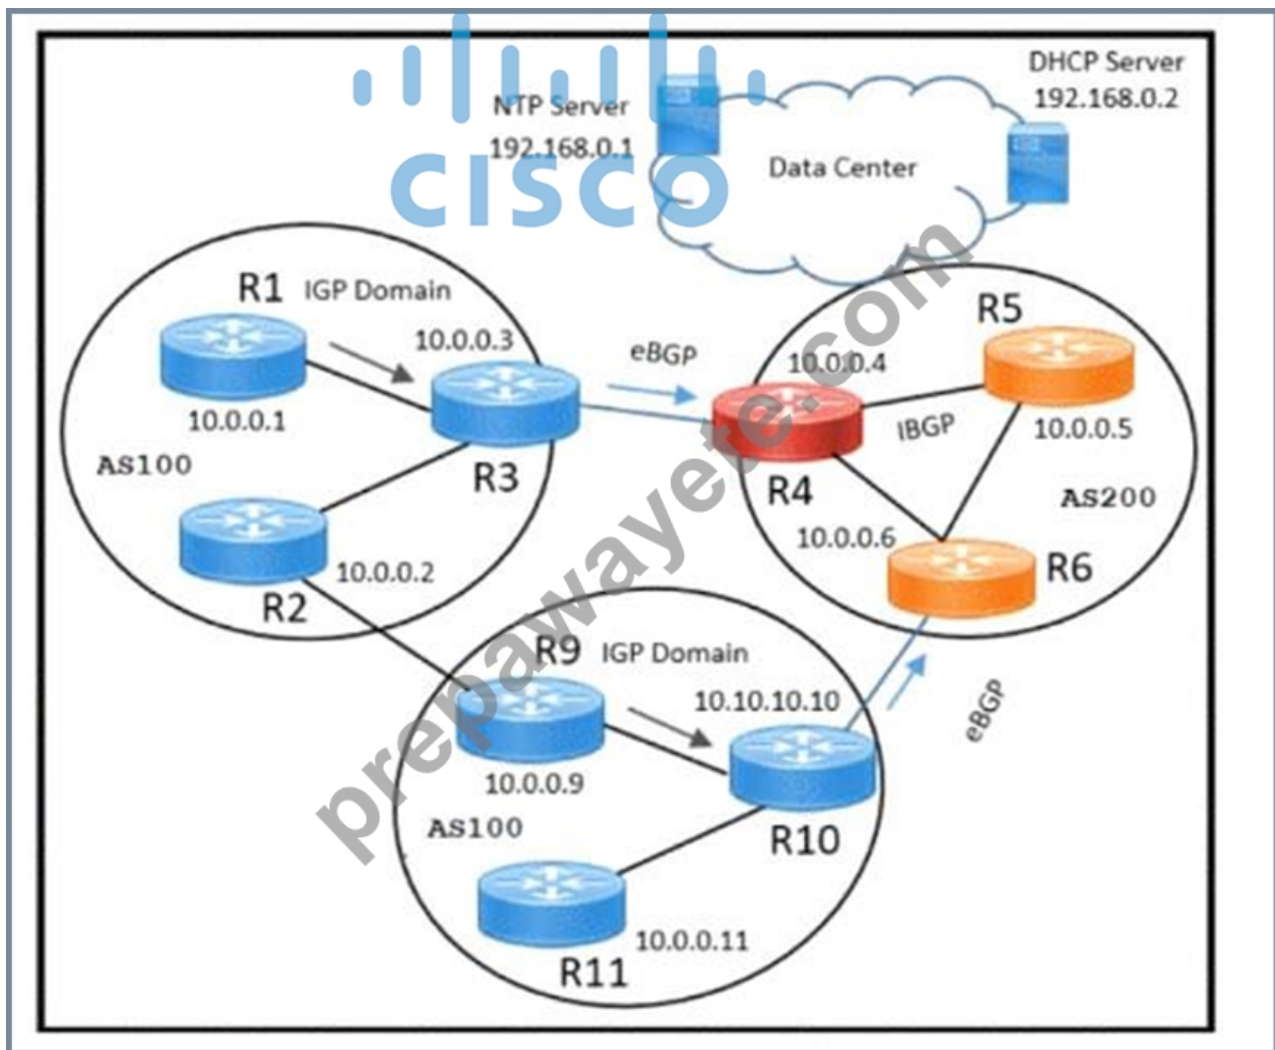 CISCO
NTP Server
192.168.0.1
DHCP Server
192.168.0.2
Data Center
R1
IGP Domain
10.0.0.3
10.0.0.1
AS100
R3
R2
10.0.0.2
eBGP
10.0.0.4
R5
10.0.0.5
IBGP
R4
AS200
10.0.0.6
R6
R9
IGP Domain
10.10.10.10
10.0.0.9
AS100
R10
eBGP
R11
10.0.0.11
prepawayete.com